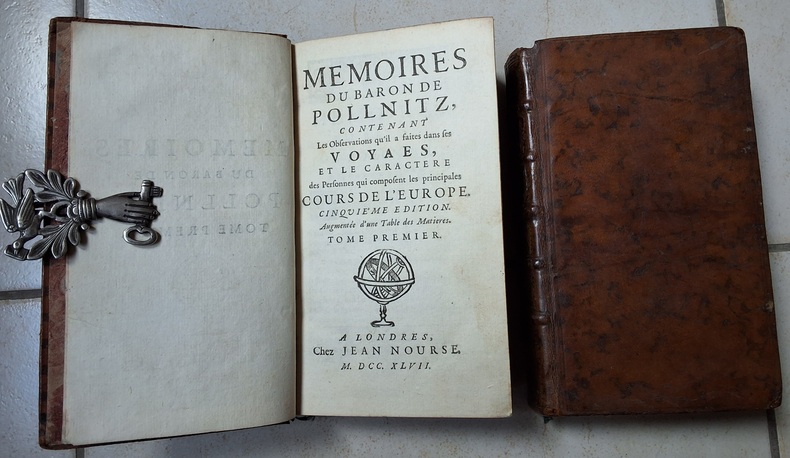 MEMOIRES
DU BARON DE
POLLNITZ,
CONTENANT
Les Observations qu'il a faites dans ſes
VOYAES,
ET LE CARACTERE
des Personnes qui composent les principales
COURS DE L'EUROPE.
CINQUIEME EDITION.
Augmentée d'une Table des Matieres.
TOME PREMIER.
A LONDRES,
Chez JEAN NOURSE.
M. DCC. XLVII.